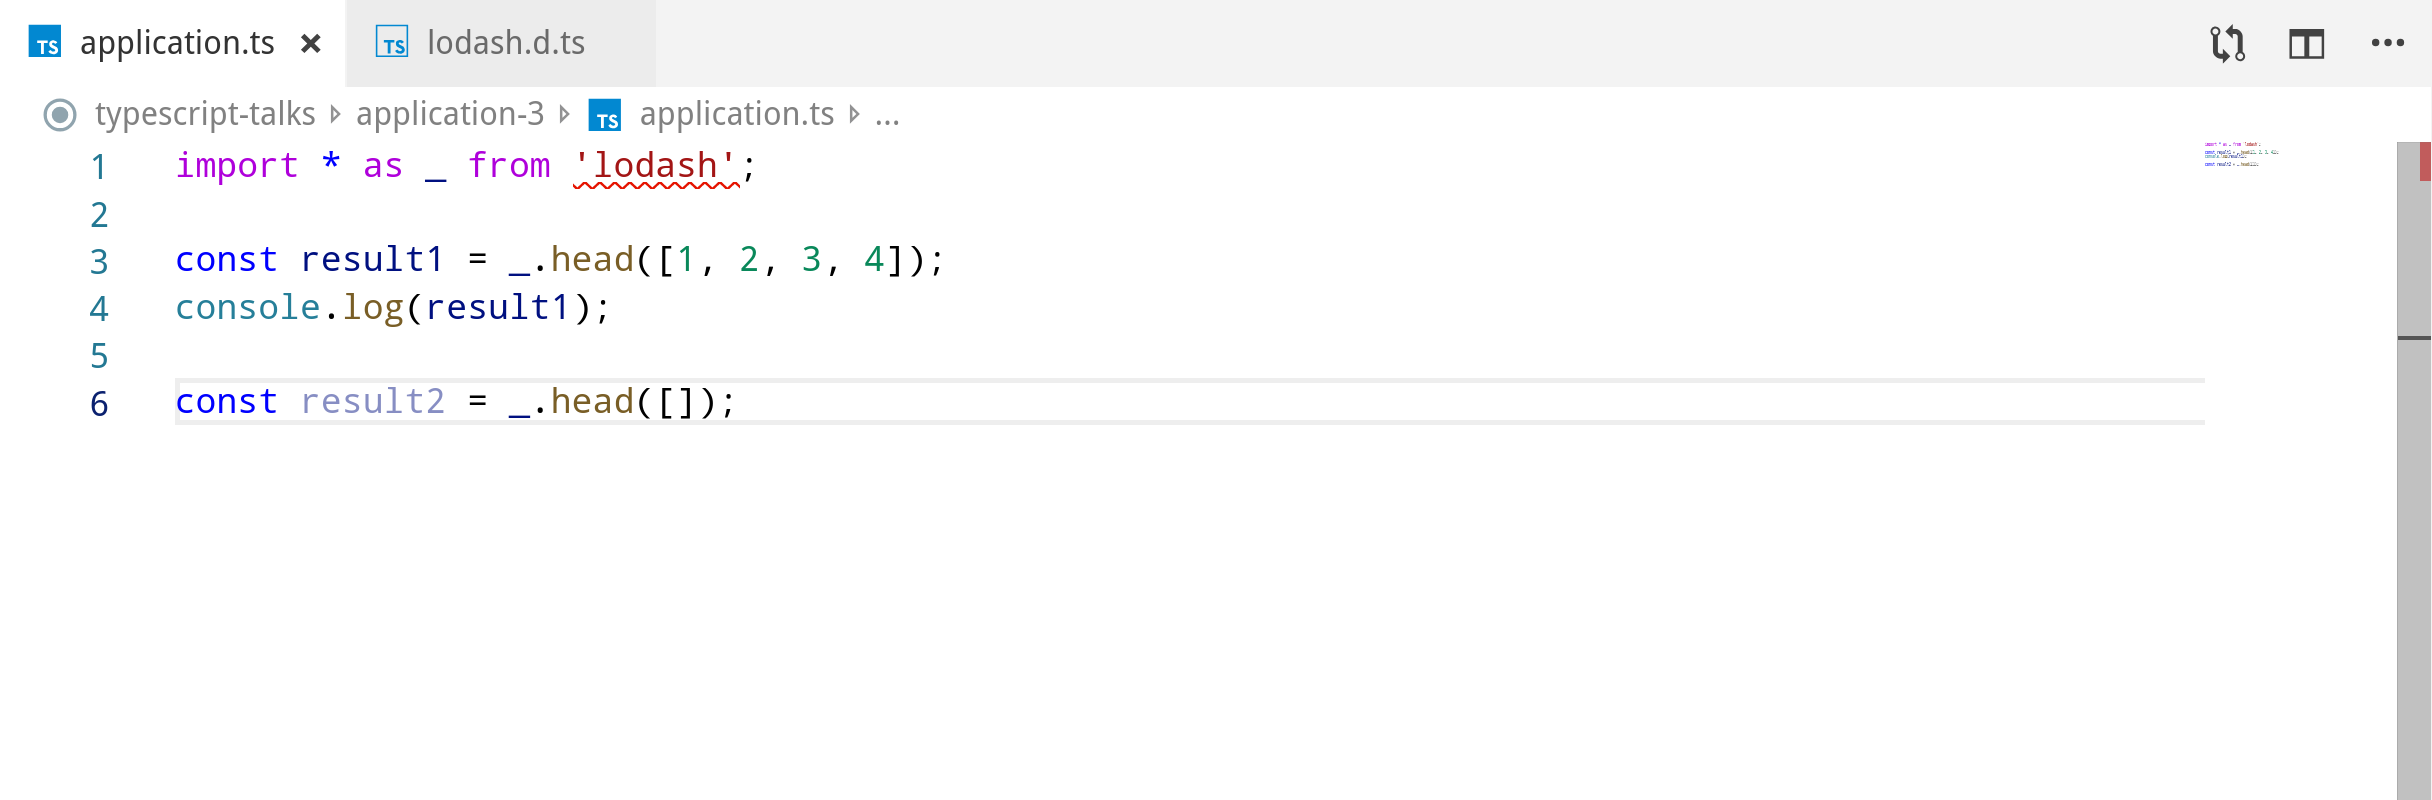 TS application.ts × TS lodash.d.ts
typescript-talks application-3 TS application.ts ...
1 import * as _ from 'lodash';
2
3 const result1 = _.head([1, 2, 3, 4]);
4 console.log(result1);
5
6 const result2 = _.head([]);